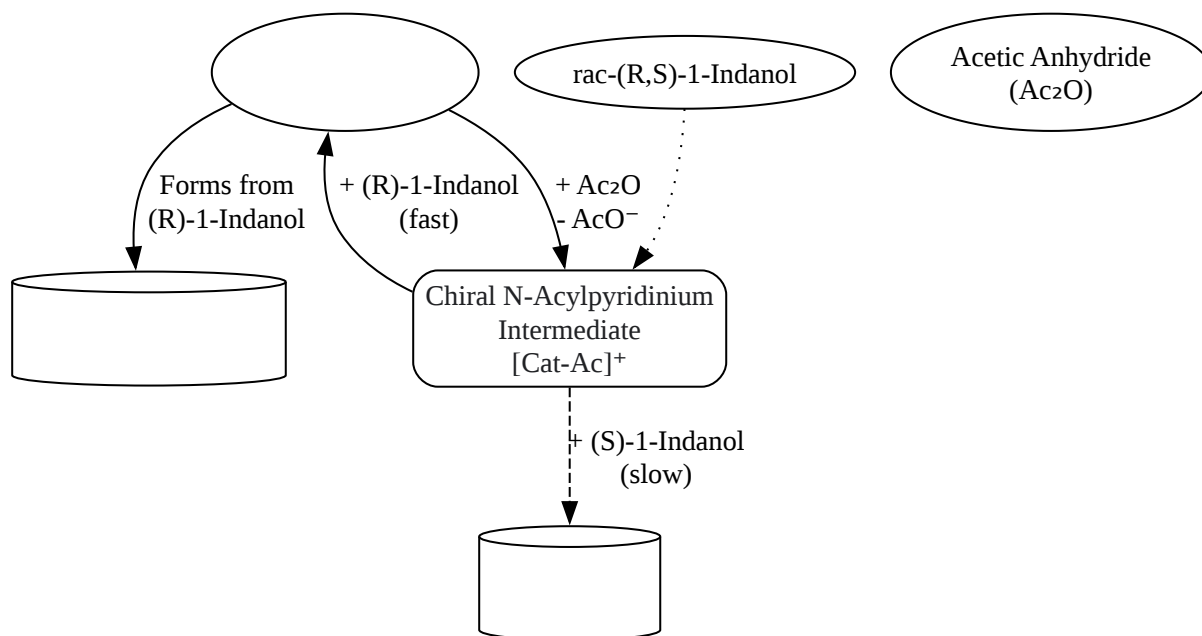 rac-(R,S)-1-Indanol
Acetic Anhydride
(Ac₂O)
Forms from
(R)-1-Indanol
+ (R)-1-Indanol
(fast)
+ Ac₂O
- AcO⁻
Chiral N-Acylpyridinium
Intermediate
[Cat-Ac]⁺
+ (S)-1-Indanol
(slow)